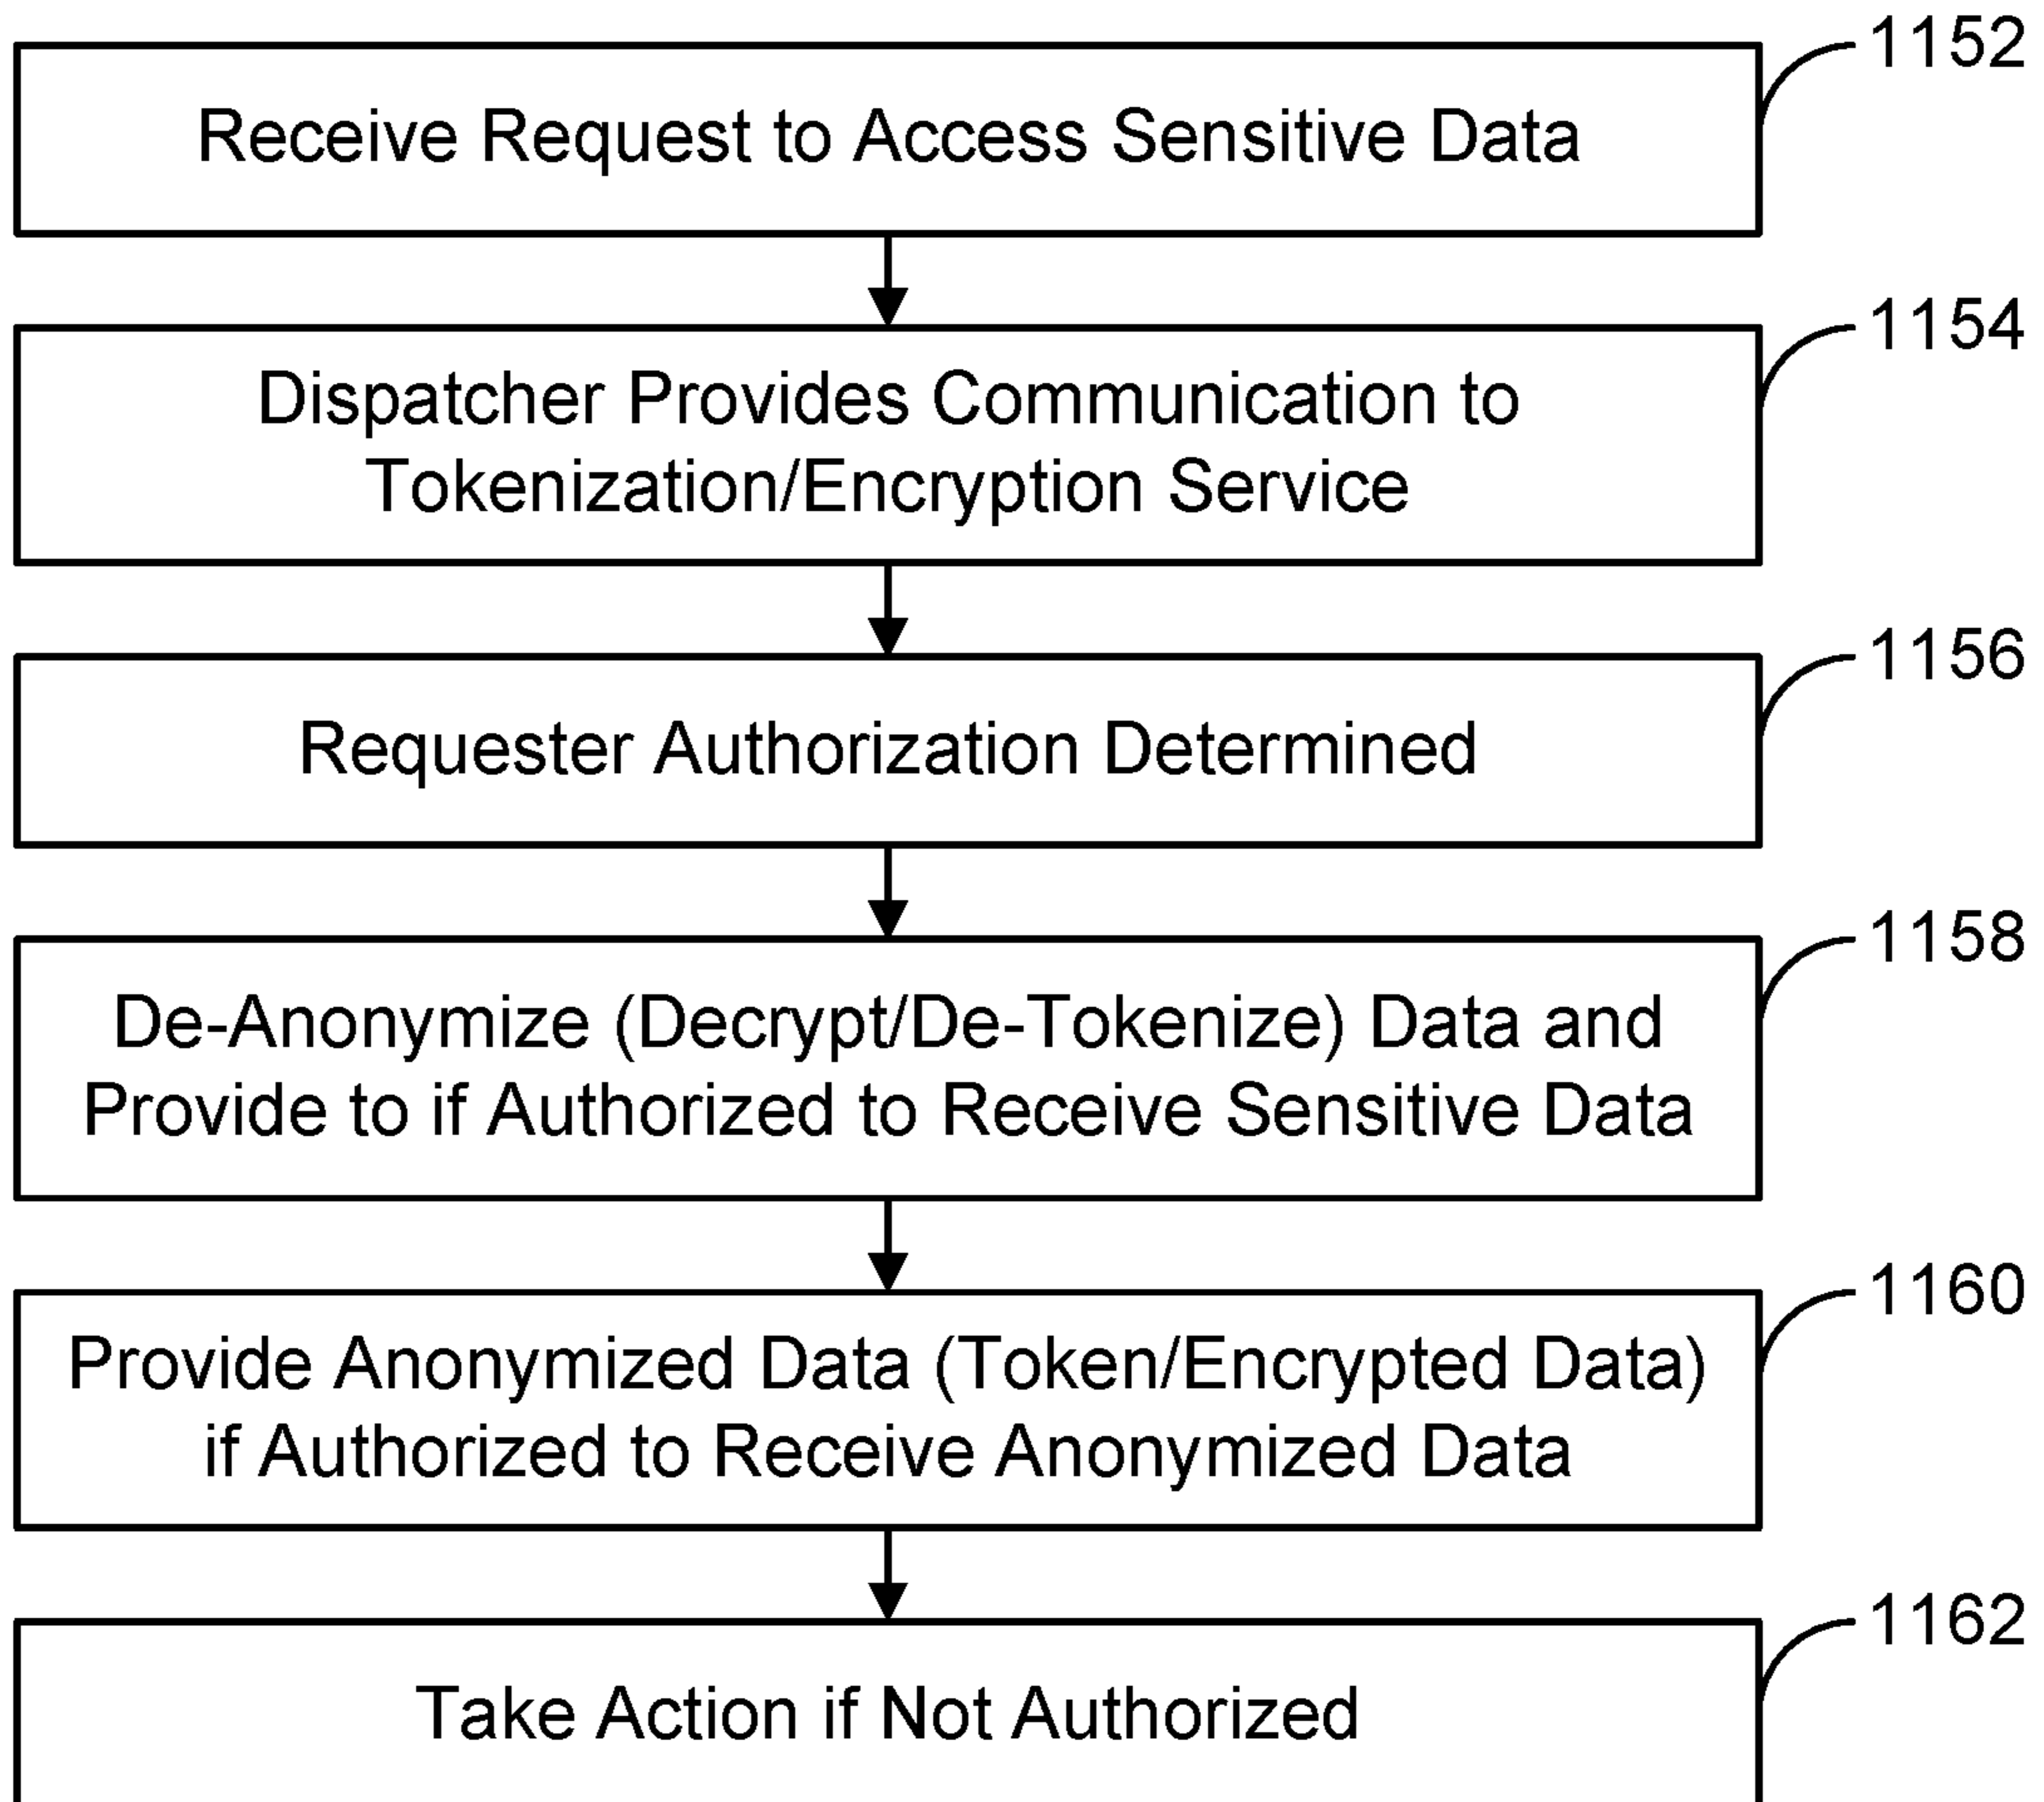 1152
Receive Request to Access Sensitive Data
1154
Dispatcher Provides Communication to
Tokenization/Encryption Service
1156
Requester Authorization Determined
1158
De-Anonymize (Decrypt/De-Tokenize) Data and
Provide to if Authorized to Receive Sensitive Data
1160
Provide Anonymized Data (Token/Encrypted Data)
if Authorized to Receive Anonymized Data
1162
Take Action if Not Authorized